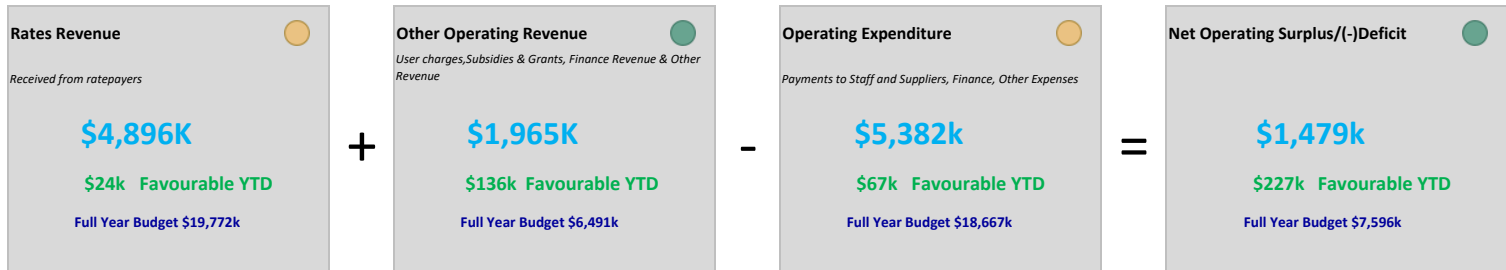 Rates Revenue
Received from ratepayers
$4,896K
$24k Favourable YTD
Full Year Budget $19,772k
+
Other Operating Revenue
User charges,Subsidies & Grants, Finance Revenue & Other
Revenue
$1,965K
$136k Favourable YTD
Full Year Budget $6,491k
-
Operating Expenditure
Payments to Staff and Suppliers, Finance, Other Expenses
$5,382k
$67k Favourable YTD
Full Year Budget $18,667k
=
Net Operating Surplus/(-)Deficit
$1,479k
$227k Favourable YTD
Full Year Budget $7,596k